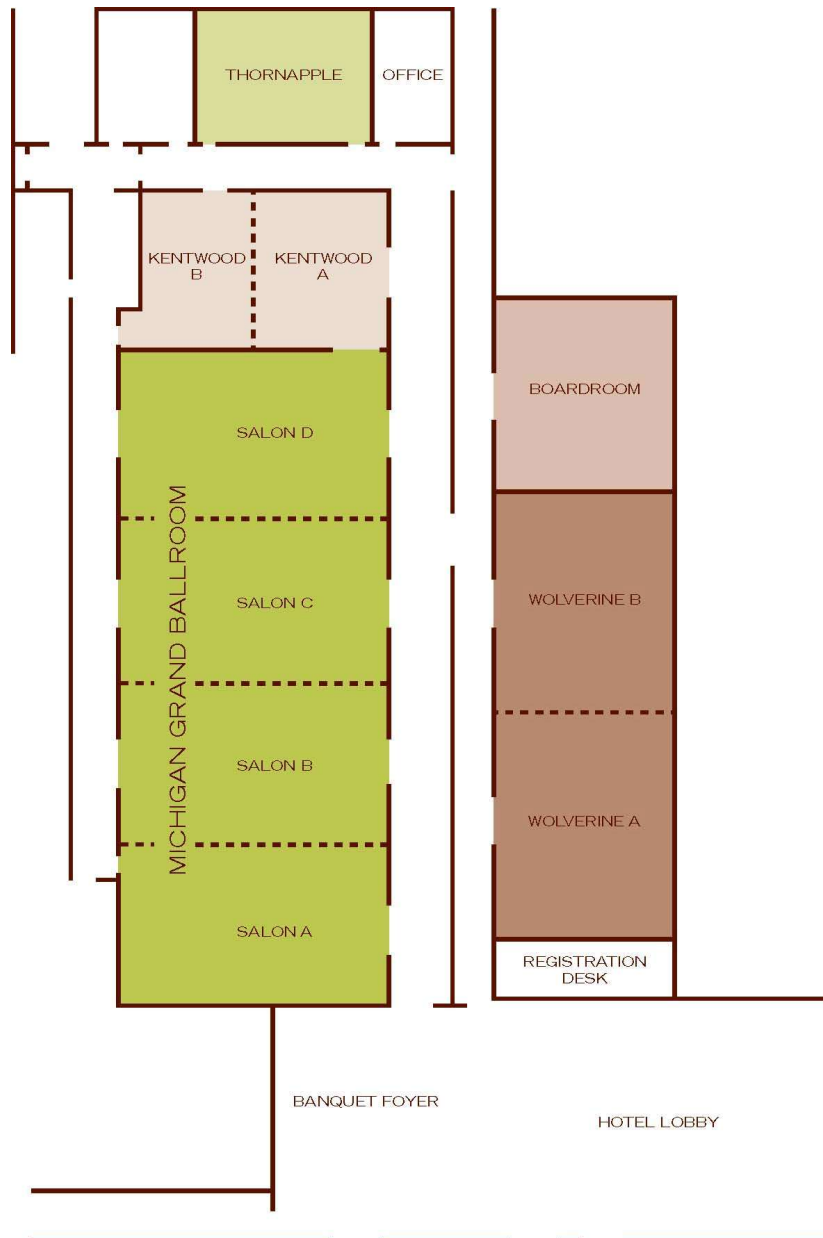 THORNAPPLE
OFFICE
KENTWOOD
B
KENTWOOD
A
BOARDROOM
SALON D
MICHIGAN GRAND BALLROOM
SALON C
WOLVERINE B
SALON B
WOLVERINE A
SALON A
REGISTRATION
DESK
BANQUET FOYER
HOTEL LOBBY